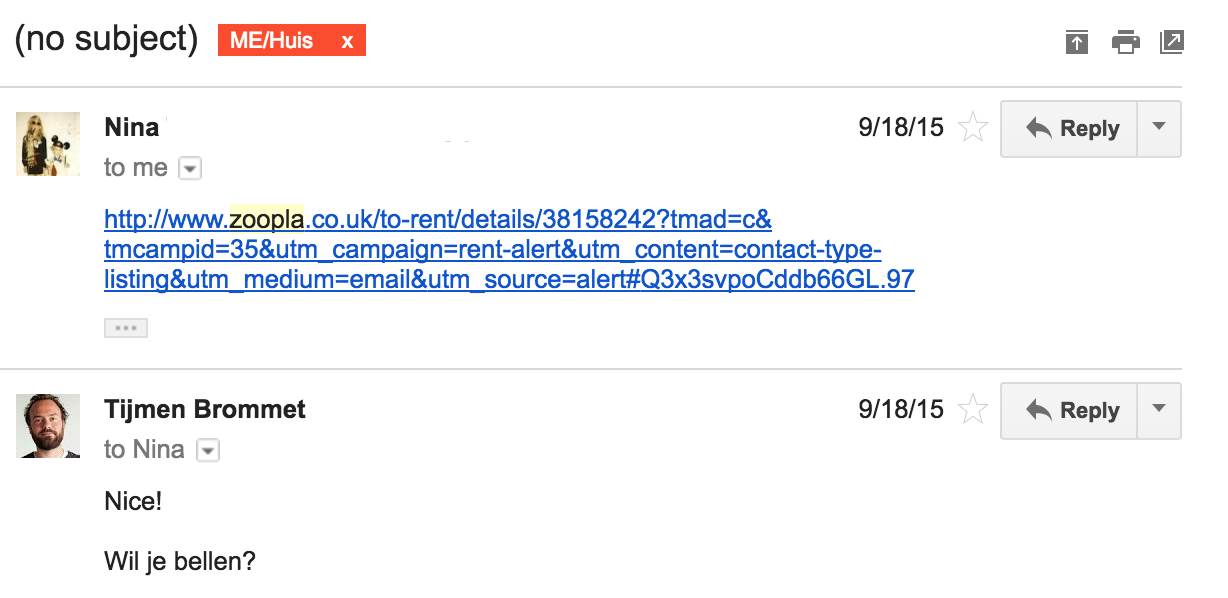 (no subject) ME/Huis x
Nina 9/18/15 Reply
to me
http://www.zoopla.co.uk/to-rent/details/38158242?tmad=c&
tmcampid=35&utm_campaign=rent-alert&utm_content=contact-type-
listing&utm_medium=email&utm_source=alert#Q3x3svpoCddb66GL.97
Tijmen Brommet 9/18/15 Reply
to Nina
Nice!
Wil je bellen?